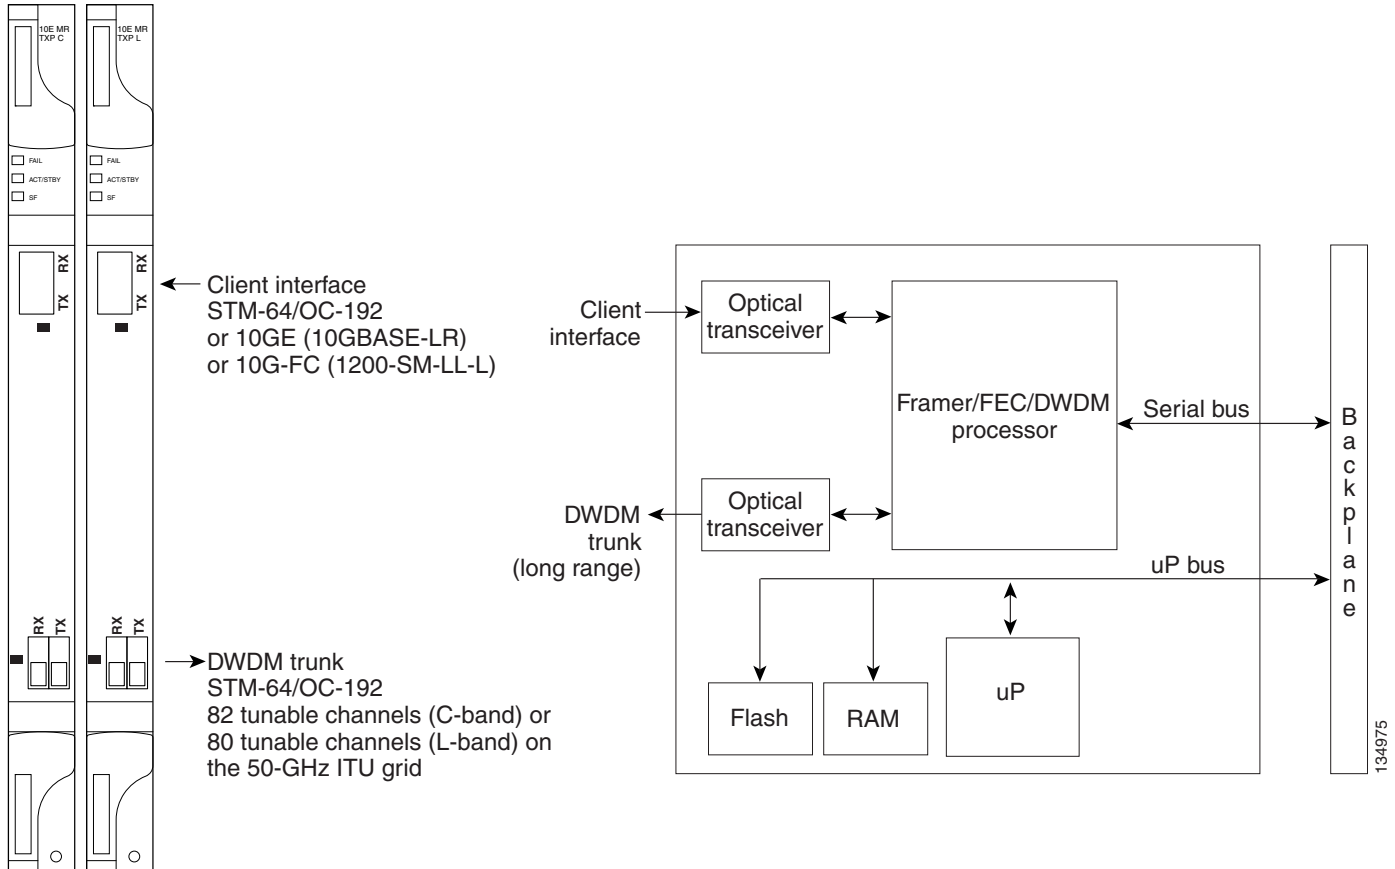 10E MR
TXP C
10E MR
TXP L
FAIL
ACT/STBY
SF
FAIL
ACT/STBY
SF
RX
TX
RX
TX
Client interface
STM-64/OC-192
or 10GE (10GBASE-LR)
or 10G-FC (1200-SM-LL-L)
RX
TX
RX
TX
DWDM trunk
STM-64/OC-192
82 tunable channels (C-band) or
80 tunable channels (L-band) on
the 50-GHz ITU grid
Client
interface
Optical
transceiver
Framer/FEC/DWDM
processor
Serial bus
DWDM
trunk
(long range)
Optical
transceiver
uP bus
Flash
RAM
uP
Backplane
134975